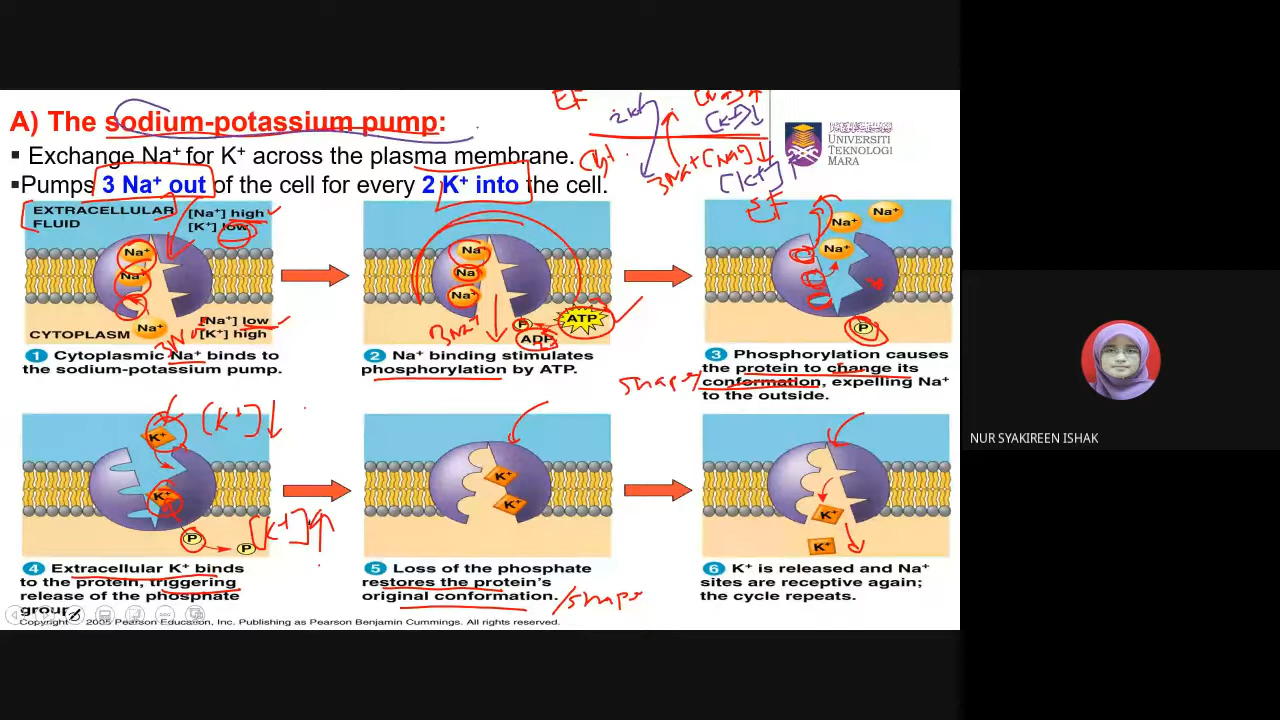 A) The sodium-potassium pump:
▪ Exchange Na⁺ for K⁺ across the plasma membrane.
▪ Pumps 3 Na⁺ out of the cell for every 2 K⁺ into the cell.
EF
2K⁺
[K⁺]↓
3Na⁺ [Na⁺]↓
[K⁺]↑
UNIVERSITI
TEKNOLOGI
MARA
EXTRACELLULAR
FLUID
[Na⁺] high
[K⁺] low
Na⁺
Na⁺
Na⁺
CYTOPLASM
[Na⁺] low
[K⁺] high
3Na⁺
1 Cytoplasmic Na⁺ binds to
the sodium-potassium pump.
Na⁺
Na⁺
Na⁺
3Na⁺
P
ADP
ATP
2 Na⁺ binding stimulates
phosphorylation by ATP.
EF
Na⁺
Na⁺
Na⁺
P
3 Phosphorylation causes
the protein to change its
conformation, expelling Na⁺
to the outside.
shape/
K⁺
[K⁺]↓
K⁺
P
P
[K⁺]↑
4 Extracellular K⁺ binds
to the protein, triggering
release of the phosphate
group.
K⁺
K⁺
5 Loss of the phosphate
restores the protein's
original conformation.
/shape
K⁺
K⁺
6 K⁺ is released and Na⁺
sites are receptive again;
the cycle repeats.
Copyright © 2005 Pearson Education, Inc. Publishing as Pearson Benjamin Cummings. All rights reserved.
NUR SYAKIREEN ISHAK